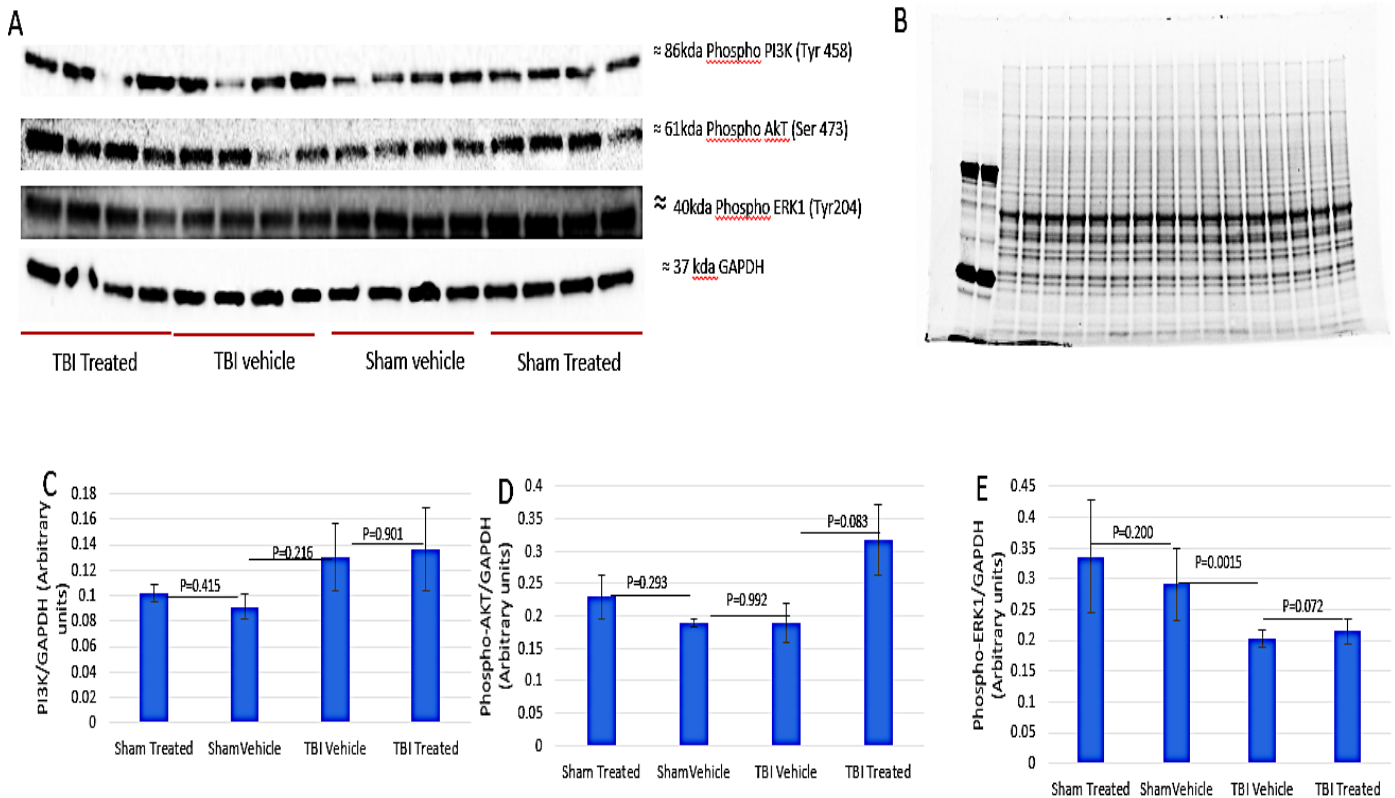 A
≈ 86kda Phospho PI3K (Tyr 458)
≈ 61kda Phospho AkT (Ser 473)
≈ 40kda Phospho ERK1 (Tyr204)
≈ 37 kda GAPDH
TBI Treated
TBI vehicle
Sham vehicle
Sham Treated
B
C
PI3K/GAPDH (Arbitrary
units)
0.18
0.16
0.14
0.12
0.1
0.08
0.06
0.04
0.02
0
P=0.415
P=0.216
P=0.901
Sham Treated
ShamVehicle
TBI Vehicle
TBI Treated
D
Phospho-AKT/GAPDH
(Arbitrary units)
0.4
0.35
0.3
0.25
0.2
0.15
0.1
0.05
0
P=0.293
P=0.992
P=0.083
Sham Treated
ShamVehicle
TBI Vehicle
TBI Treated
E
Phospho-ERK1/GAPDH
(Arbitrary units)
0.45
0.4
0.35
0.3
0.25
0.2
0.15
0.1
0.05
0
P=0.200
P=0.0015
P=0.072
Sham Treated
ShamVehicle
TBI Vehicle
TBI Treated